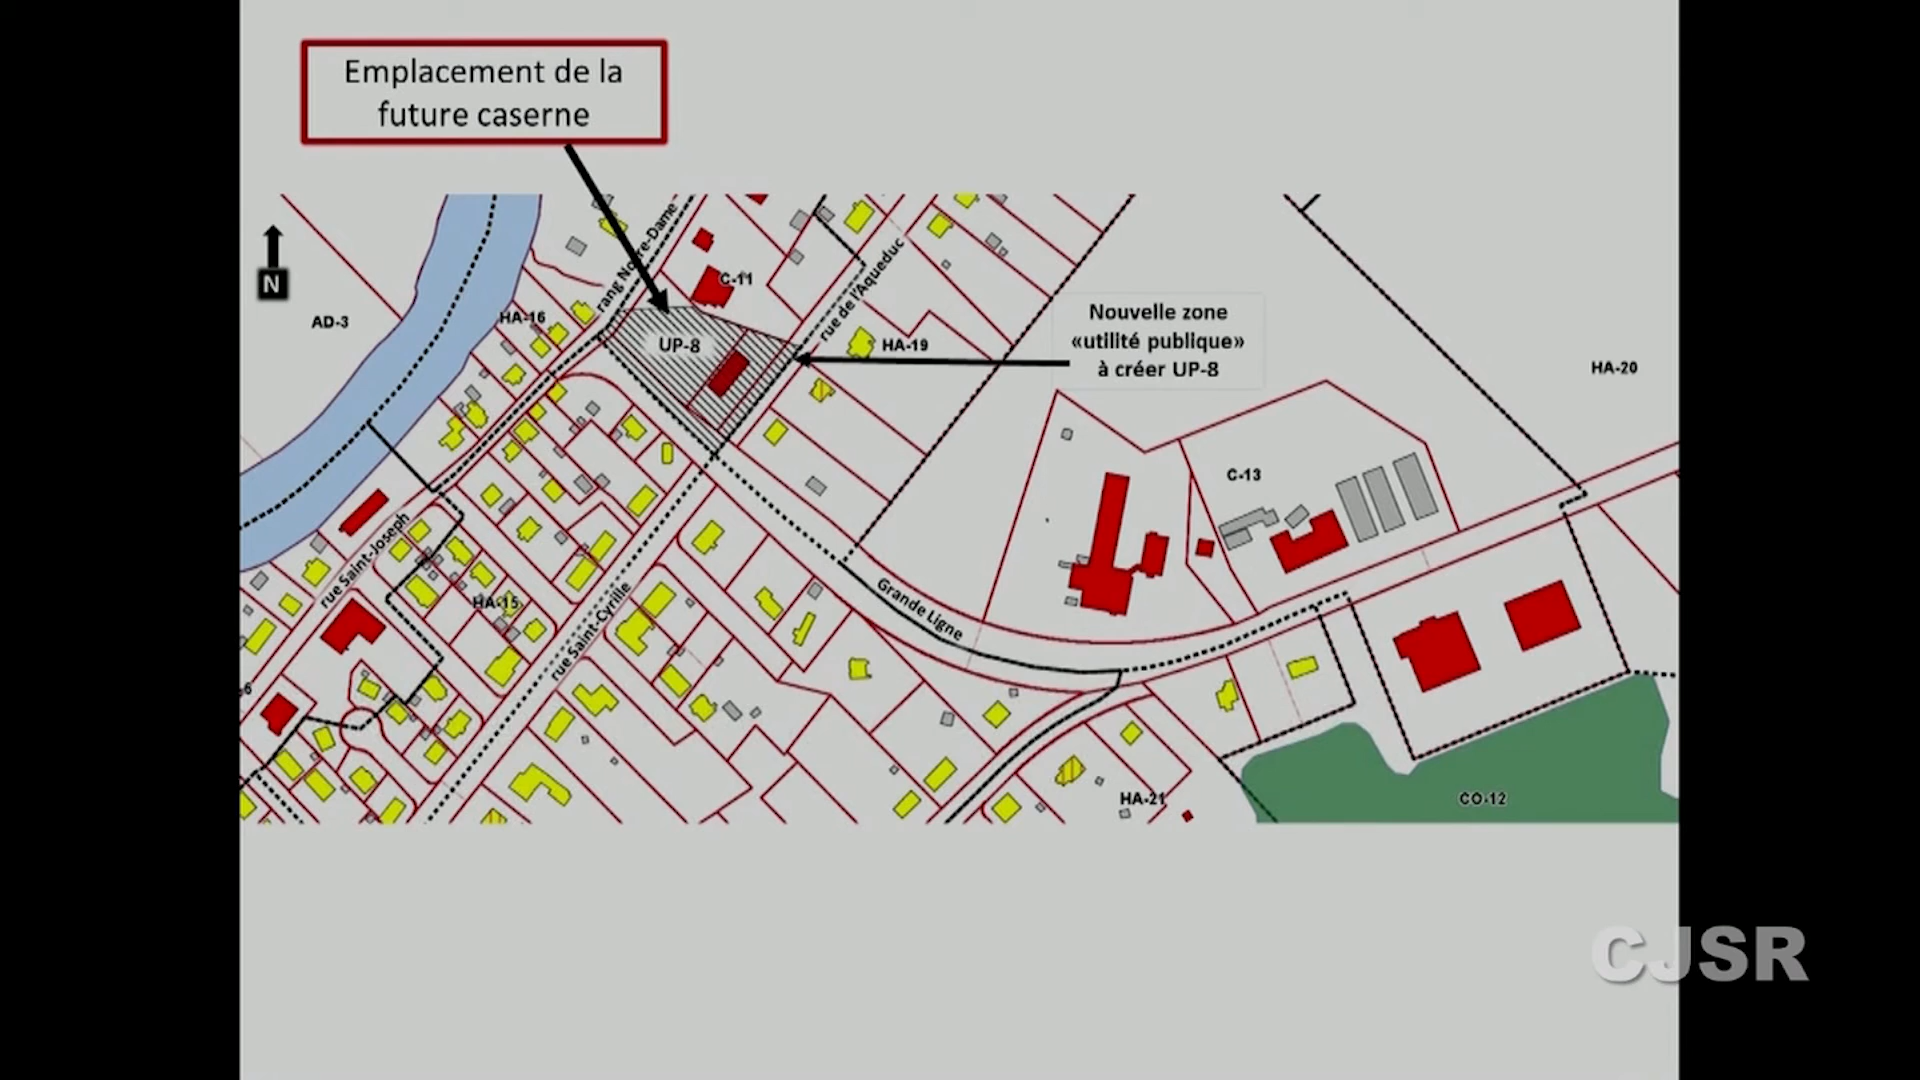 Emplacement de la
future caserne
N
AD-3
HA-16
rang Notre-Dame
C-11
UP-8
rue de l'Aqueduc
HA-19
Nouvelle zone
«utilité publique»
à créer UP-8
HA-20
C-13
rue Saint-Joseph
HA-15
rue Saint-Cyrille
Grande Ligne
HA-21
CO-12
CJSR